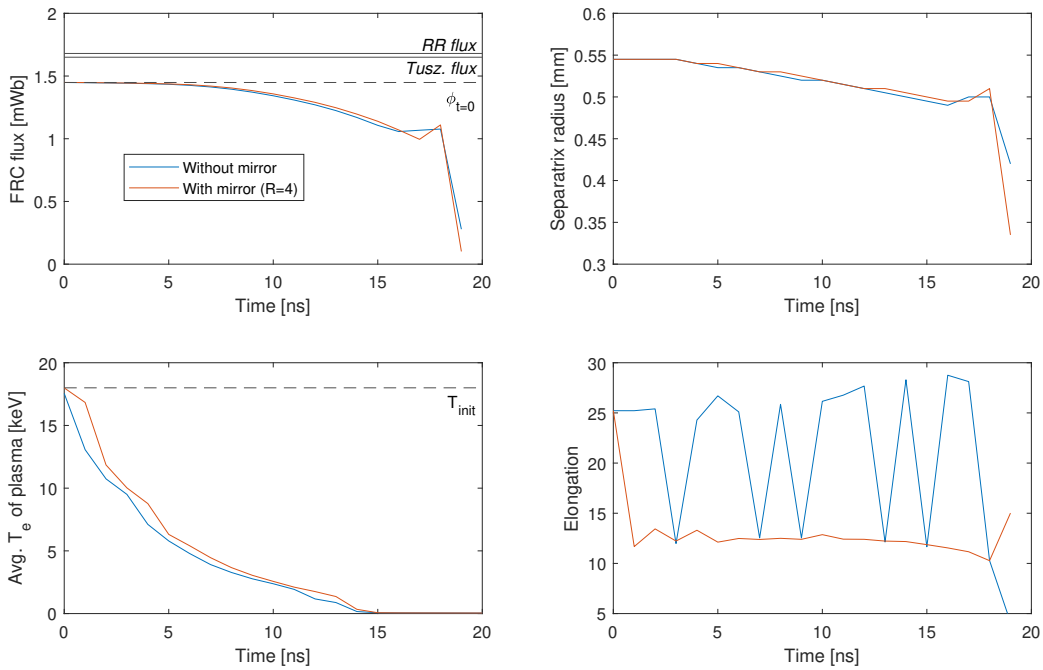 2
1.5
1
0.5
0
FRC flux [mWb]
RR flux
Tusz. flux
ϕt=0
Without mirror
With mirror (R=4)
0 5 10 15 20
Time [ns]
0.55
0.5
0.45
0.4
0.35
0.3
Separatrix radius [mm]
0 5 10 15 20
Time [ns]
20
15
10
5
0
Avg. Te of plasma [keV]
Tinit
0 5 10 15 20
Time [ns]
30
25
20
15
10
5
Elongation
0 5 10 15 20
Time [ns]